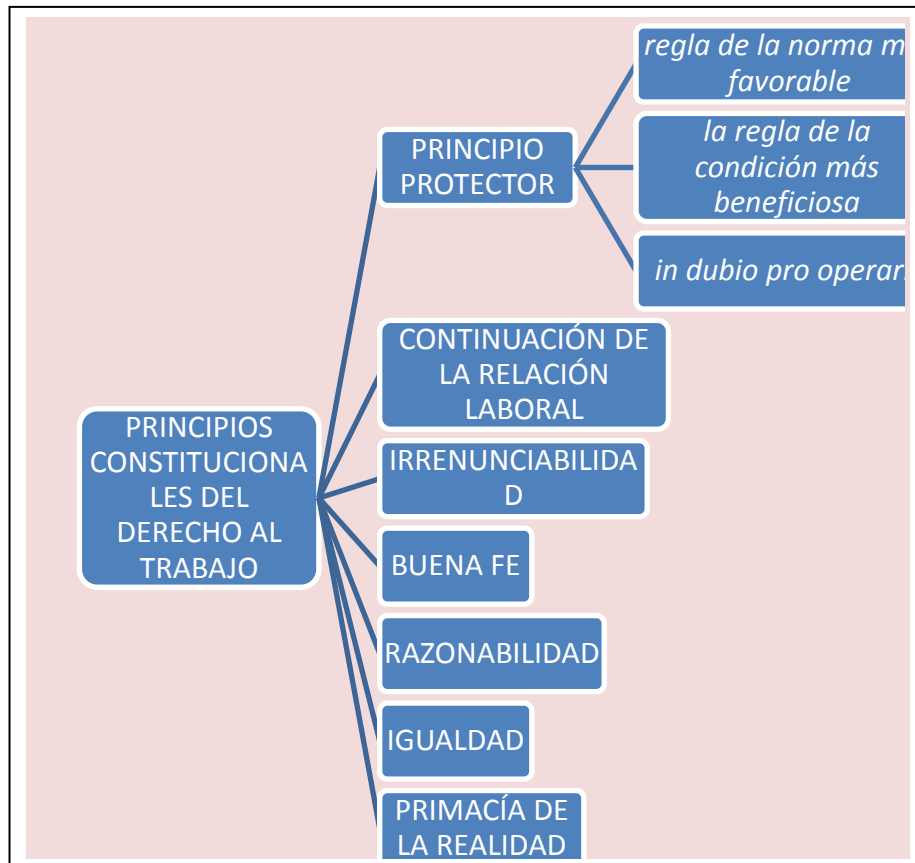 regla de la norma m
favorable
la regla de la
condición más
beneficiosa
in dubio pro operar
PRINCIPIO
PROTECTOR
CONTINUACIÓN DE
LA RELACIÓN
LABORAL
PRINCIPIOS
CONSTITUCIONA
LES DEL
DERECHO AL
TRABAJO
IRRENUNCIABILIDA
D
BUENA FE
RAZONABILIDAD
IGUALDAD
PRIMACÍA DE
LA REALIDAD